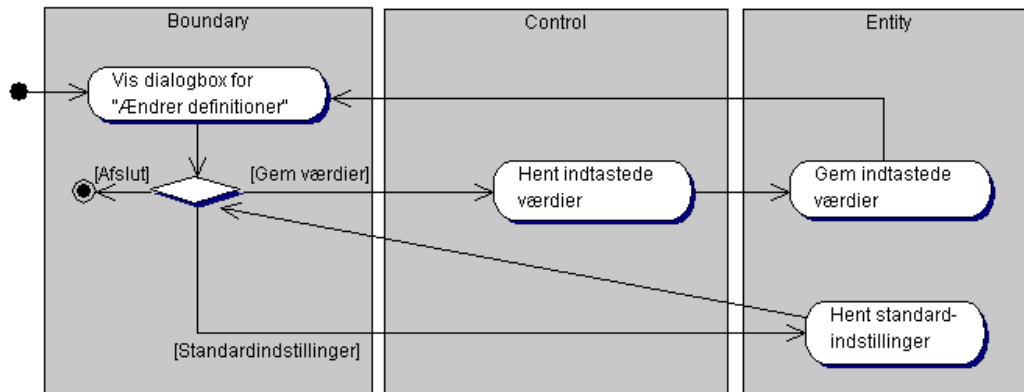 Boundary
Control
Entity
Vis dialogbox for
"Ændrer definitioner"
[Afslut]
[Gem værdier]
Hent indtastede
værdier
Gem indtastede
værdier
Hent standard-
indstillinger
[Standardindstillinger]